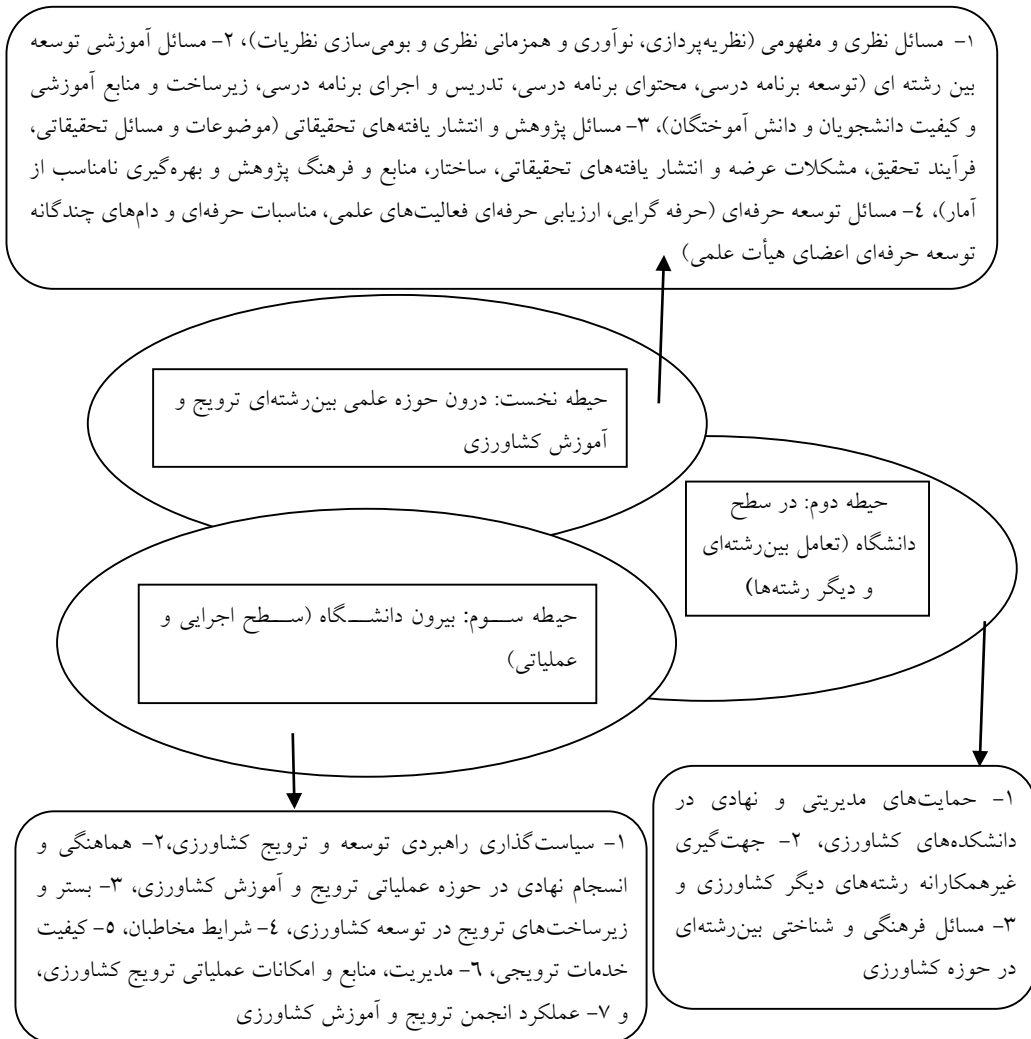 ۱- مسائل نظری و مفهومی (نظریه‌پردازی، نوآوری و همزمانی نظری و بومی‌سازی نظریات)، ۲- مسائل آموزشی توسعه
بین رشته ای (توسعه برنامه درسی، محتوای برنامه درسی، تدریس و اجرای برنامه درسی، زیرساخت و منابع آموزشی
و کیفیت دانشجویان و دانش آموختگان)، ۳- مسائل پژوهش و انتشار یافته‌های تحقیقاتی (موضوعات و مسائل تحقیقاتی،
فرآیند تحقیق، مشکلات عرضه و انتشار یافته‌های تحقیقاتی، ساختار، منابع و فرهنگ پژوهش و بهره‌گیری نامناسب از
آمار)، ٤- مسائل توسعه حرفه‌ای (حرفه گرایی، ارزیابی حرفه‌ای فعالیت‌های علمی، مناسبات حرفه‌ای و دام‌های چندگانه
توسعه حرفه‌ای اعضای هیأت علمی)
حیطه نخست: درون حوزه علمی بین‌رشته‌ای ترویج و
آموزش کشاورزی
حیطه دوم: در سطح
دانشگاه (تعامل بین‌رشته‌ای
و دیگر رشته‌ها)
حیطه ســـوم: بیرون دانشـــگاه (ســـطح اجرایی و
عملیاتی)
۱- حمایت‌های مدیریتی و نهادی در
دانشکده‌های کشاورزی، ۲- جهت‌گیری
غیرهمکارانه رشته‌های دیگر کشاورزی و
۳- مسائل فرهنگی و شناختی بین‌رشته‌ای
در حوزه کشاورزی
۱- سیاست‌گذاری راهبردی توسعه و ترویج کشاورزی،۲- هماهنگی و
انسجام نهادی در حوزه عملیاتی ترویج و آموزش کشاورزی، ۳- بستر و
زیرساخت‌های ترویج در توسعه کشاورزی، ٤- شرایط مخاطبان، ٥- کیفیت
خدمات ترویجی، ٦- مدیریت، منابع و امکانات عملیاتی ترویج کشاورزی،
و ۷- عملکرد انجمن ترویج و آموزش کشاورزی